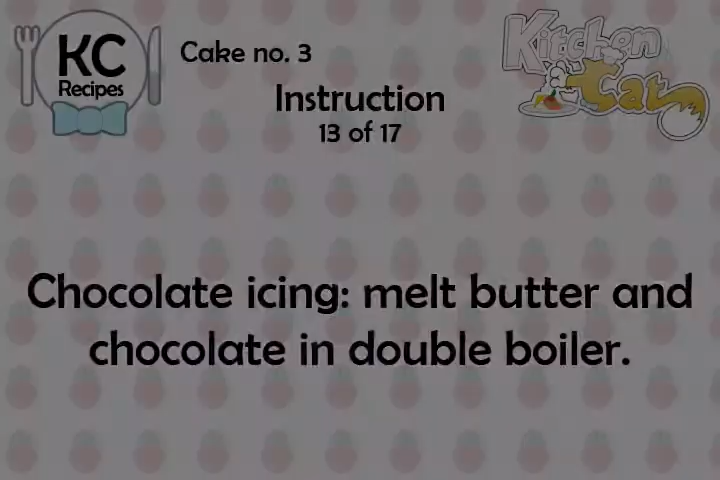 KC
Recipes
Cake no. 3
Instruction
13 of 17
Kitchen
Cat
Chocolate icing: melt butter and
chocolate in double boiler.